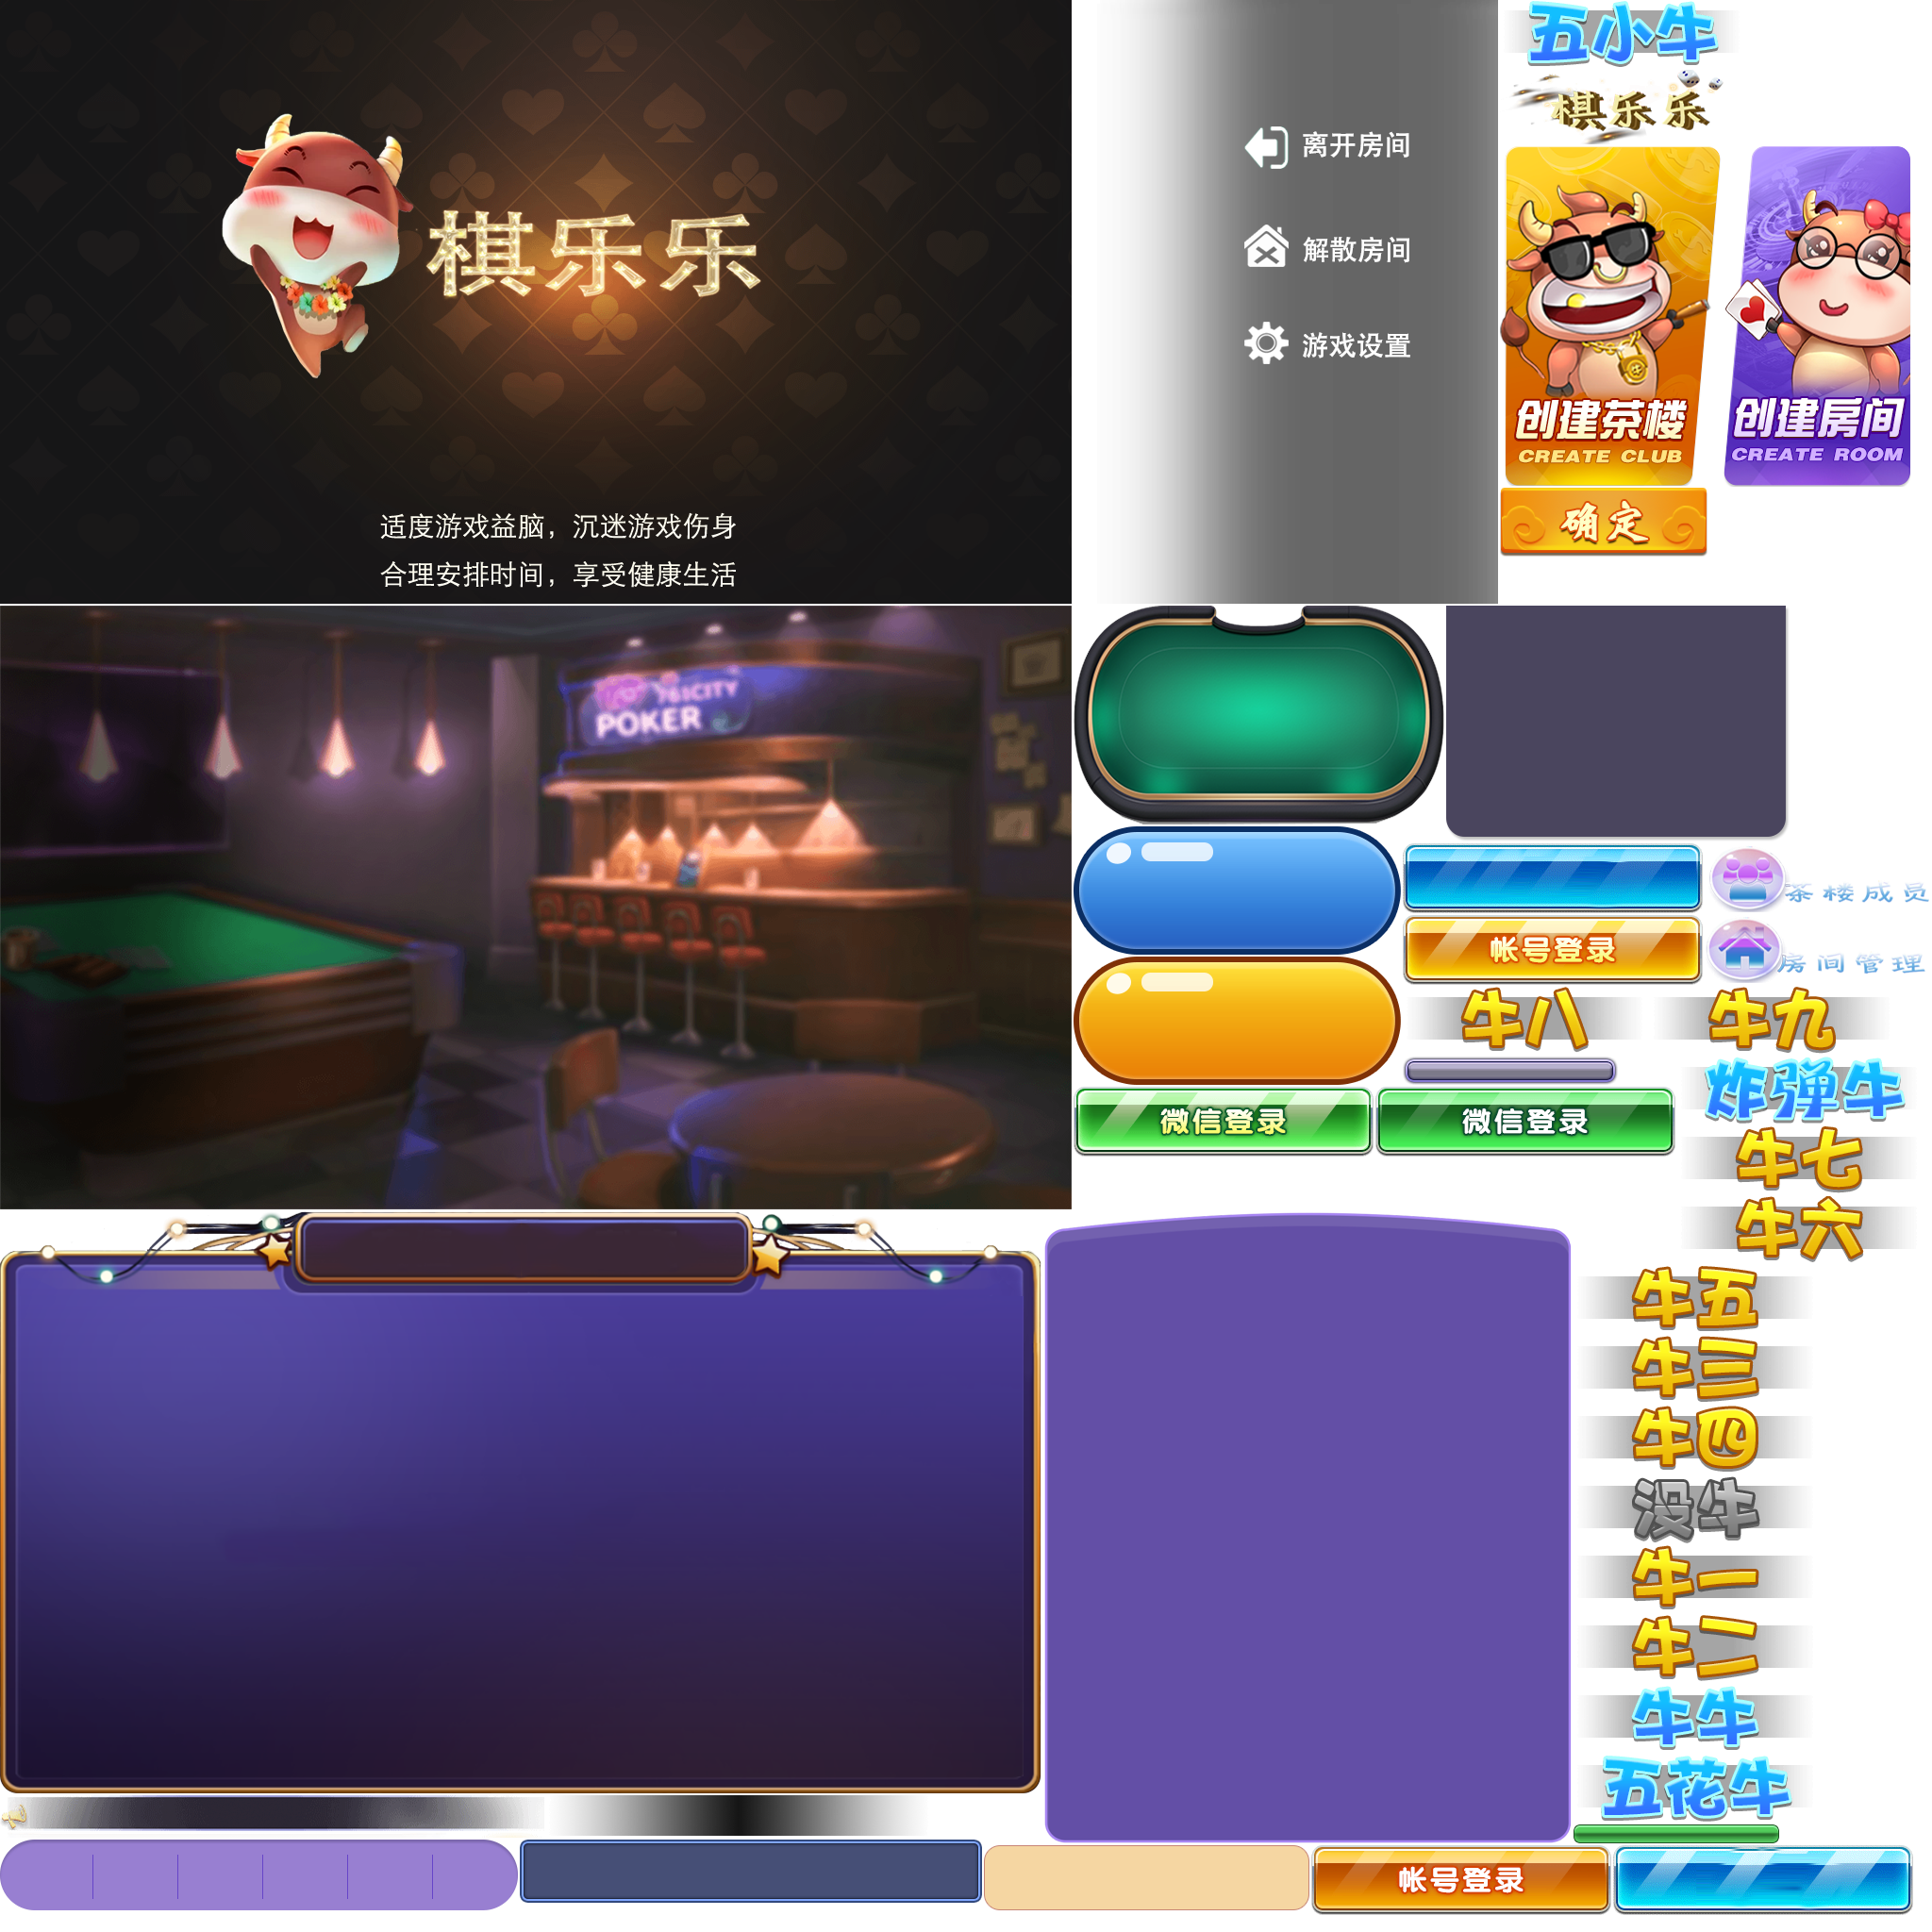 棋乐乐
适度游戏益脑，沉迷游戏伤身
合理安排时间，享受健康生活
离开房间
解散房间
游戏设置
五小牛
棋乐乐
创建茶楼
CREATE CLUB
创建房间
CREATE ROOM
确定
POKER
茶楼成员
帐号登录
房间管理
牛八
牛九
炸弹牛
微信登录
微信登录
牛七
牛六
牛五
牛三
牛四
没牛
牛一
牛二
牛牛
五花牛
帐号登录